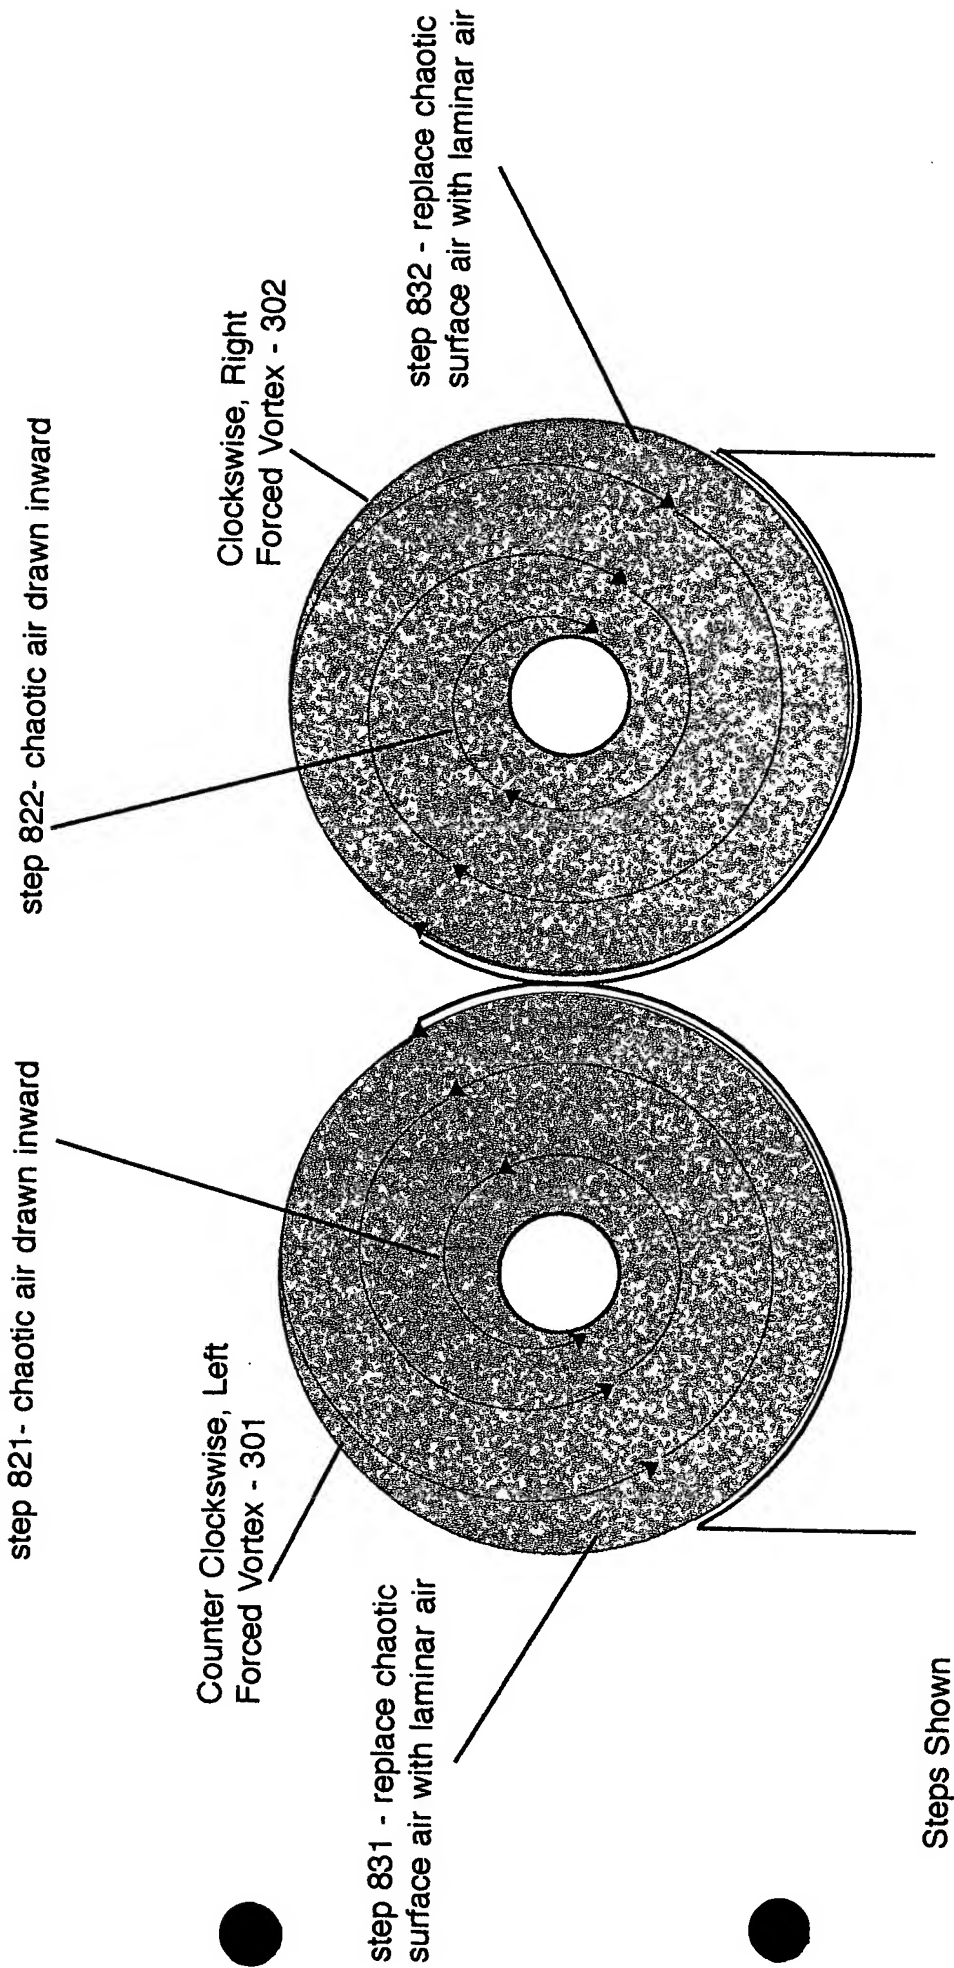 step 821- chaotic air drawn inward
step 822- chaotic air drawn inward
Counter Clockwise, Left
Forced Vortex - 301
Clockswise, Right
Forced Vortex - 302
step 831 - replace chaotic
surface air with laminar air
step 832 - replace chaotic
surface air with laminar air
Steps Shown